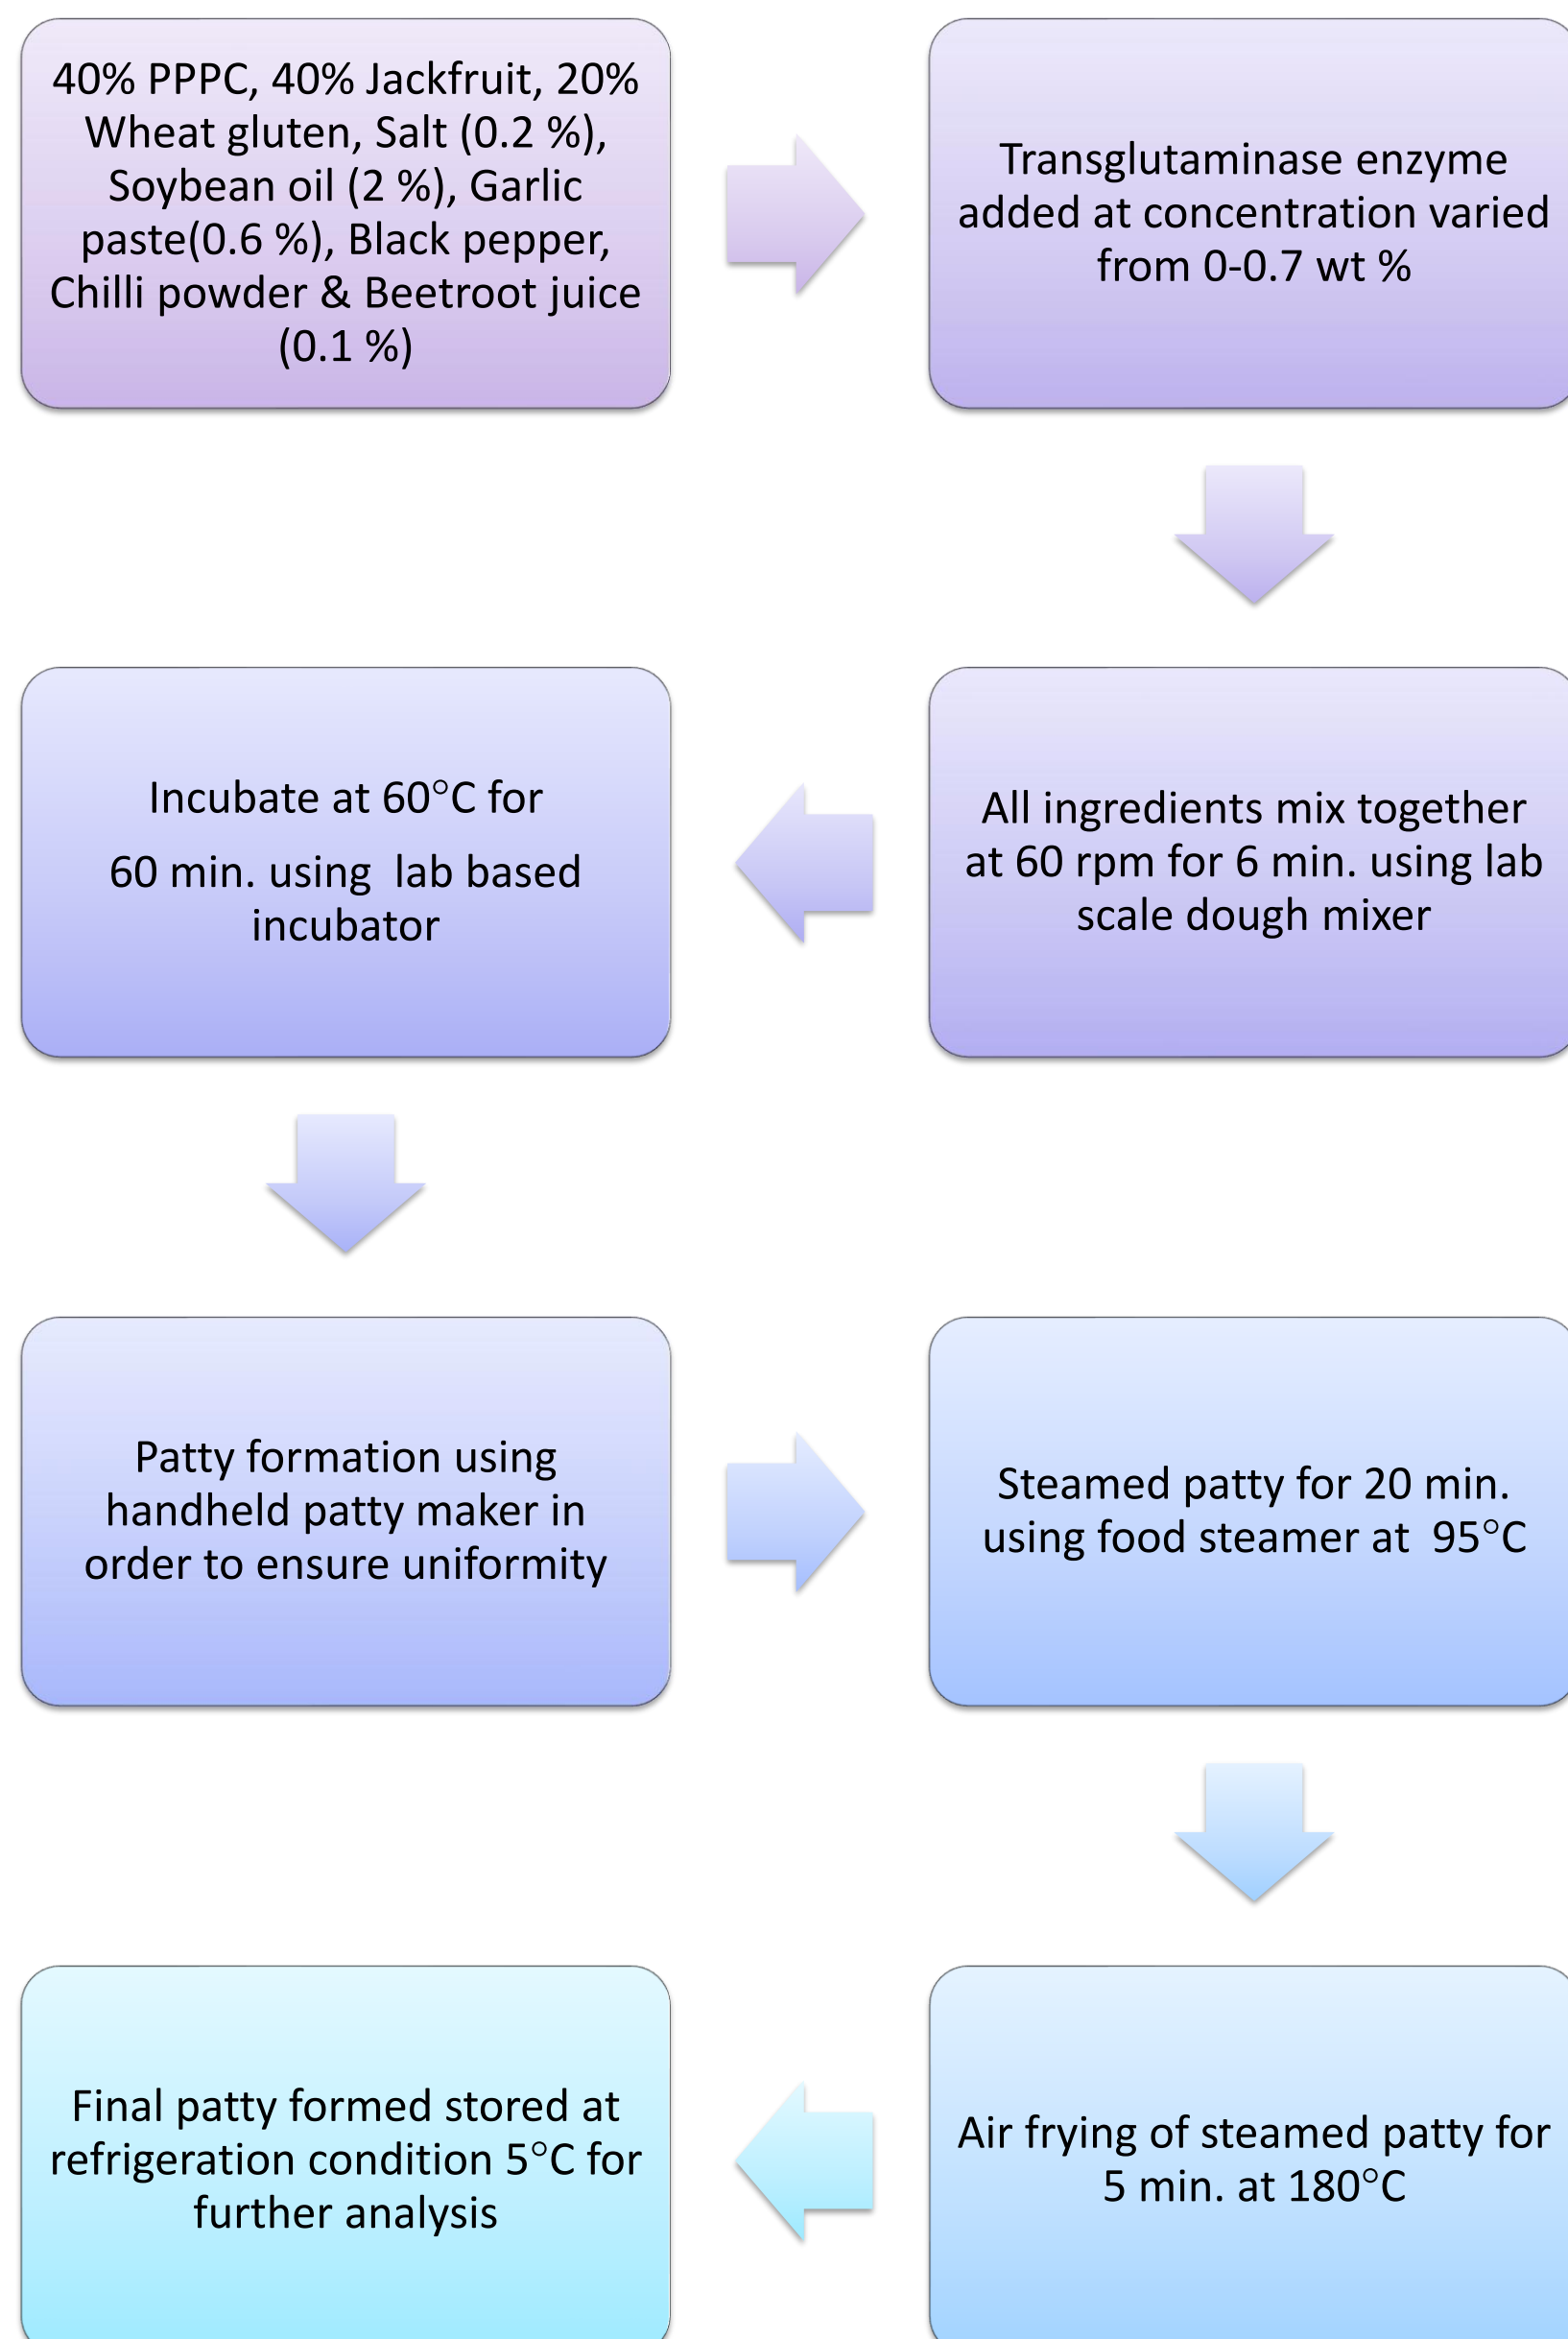 40% PPPC, 40% Jackfruit, 20%
Wheat gluten, Salt (0.2 %),
Soybean oil (2 %), Garlic
paste(0.6 %), Black pepper,
Chilli powder & Beetroot juice
(0.1 %)
Transglutaminase enzyme
added at concentration varied
from 0-0.7 wt %
All ingredients mix together
at 60 rpm for 6 min. using lab
scale dough mixer
Incubate at 60°C for
60 min. using  lab based
incubator
Patty formation using
handheld patty maker in
order to ensure uniformity
Steamed patty for 20 min.
using food steamer at  95°C
Air frying of steamed patty for
5 min. at 180°C
Final patty formed stored at
refrigeration condition 5°C for
further analysis